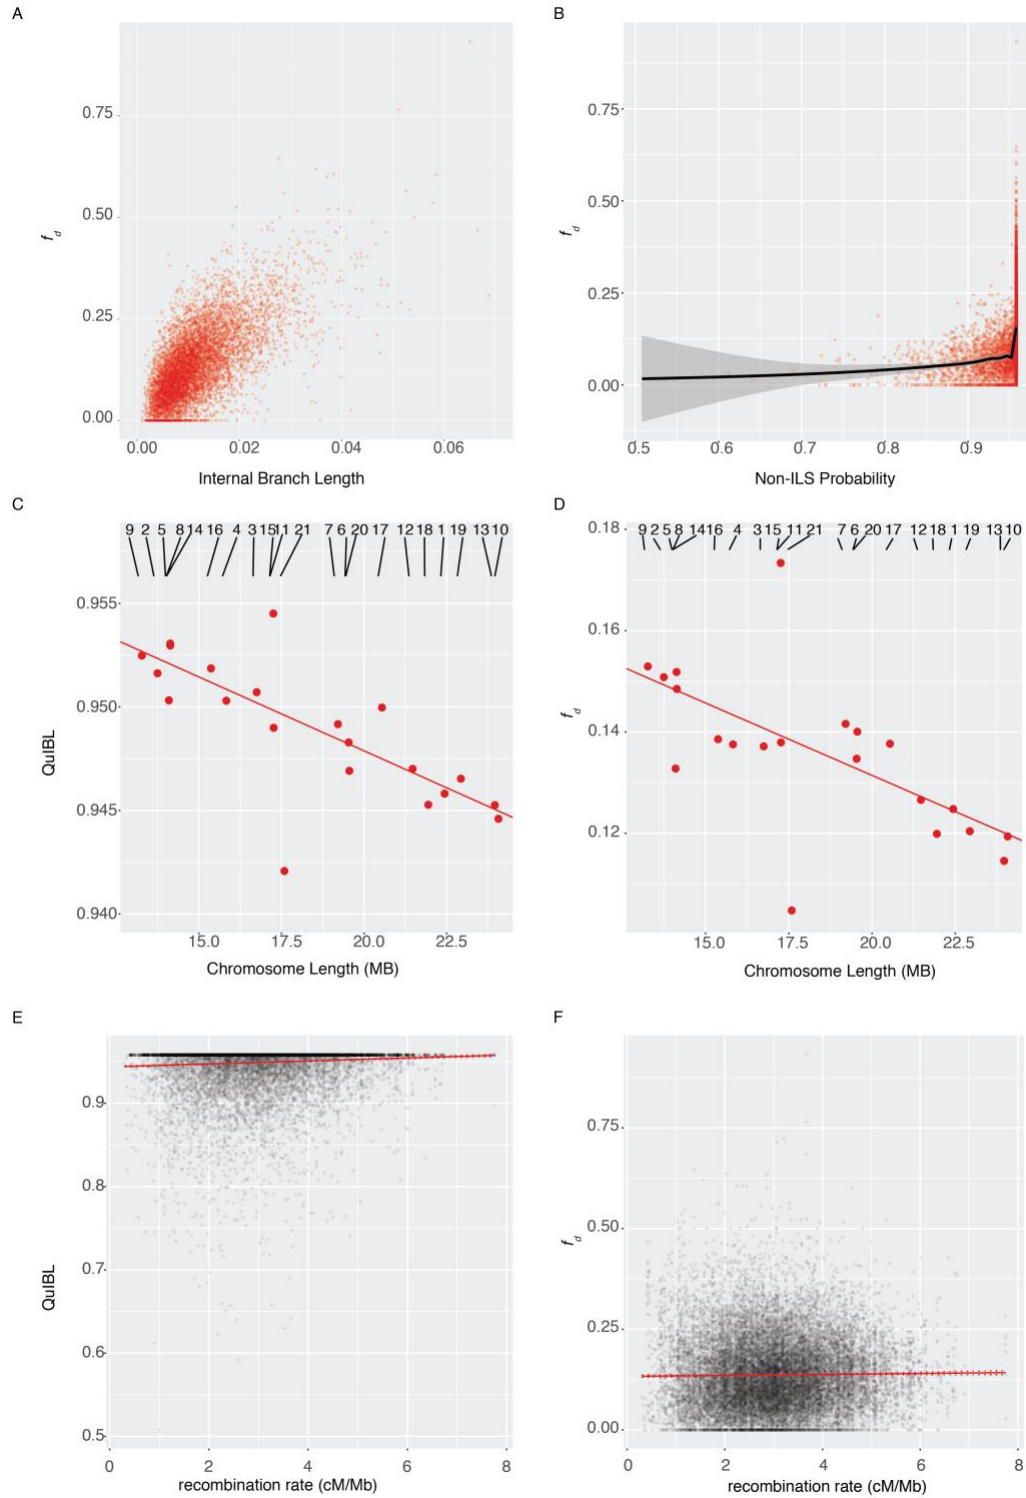 A
B
0.75
0.50
0.25
0.00
f_d
0.00 0.02 0.04 0.06
Internal Branch Length
0.75
0.50
0.25
0.00
f_d
0.5 0.6 0.7 0.8 0.9
Non-ILS Probability
C
D
9 2 5 8 14 16 4 3 15 11 21 7 6 20 17 12 18 1 19 13 10
0.955
0.950
0.945
0.940
QuIBL
15.0 17.5 20.0 22.5
Chromosome Length (MB)
9 2 5 8 14 16 4 3 15 11 21 7 6 20 17 12 18 1 19 13 10
0.18
0.16
0.14
0.12
f_d
15.0 17.5 20.0 22.5
Chromosome Length (MB)
E
F
0.9
0.8
0.7
0.6
0.5
QuIBL
0 2 4 6 8
recombination rate (cM/Mb)
0.75
0.50
0.25
0.00
f_d
0 2 4 6 8
recombination rate (cM/Mb)